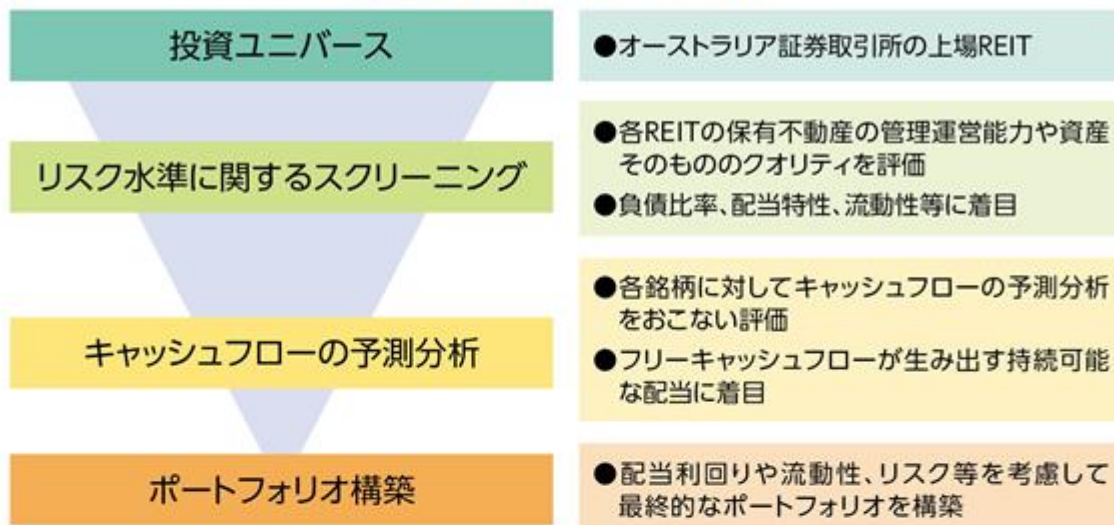 投資ユニバース
●オーストラリア証券取引所の上場REIT
リスク水準に関するスクリーニング
●各REITの保有不動産の管理運営能力や資産
そのもののクオリティを評価
●負債比率、配当特性、流動性等に着目
キャッシュフローの予測分析
●各銘柄に対してキャッシュフローの予測分析
をおこない評価
●フリーキャッシュフローが生み出す持続可能
な配当に着目
ポートフォリオ構築
●配当利回りや流動性、リスク等を考慮して
最終的なポートフォリオを構築